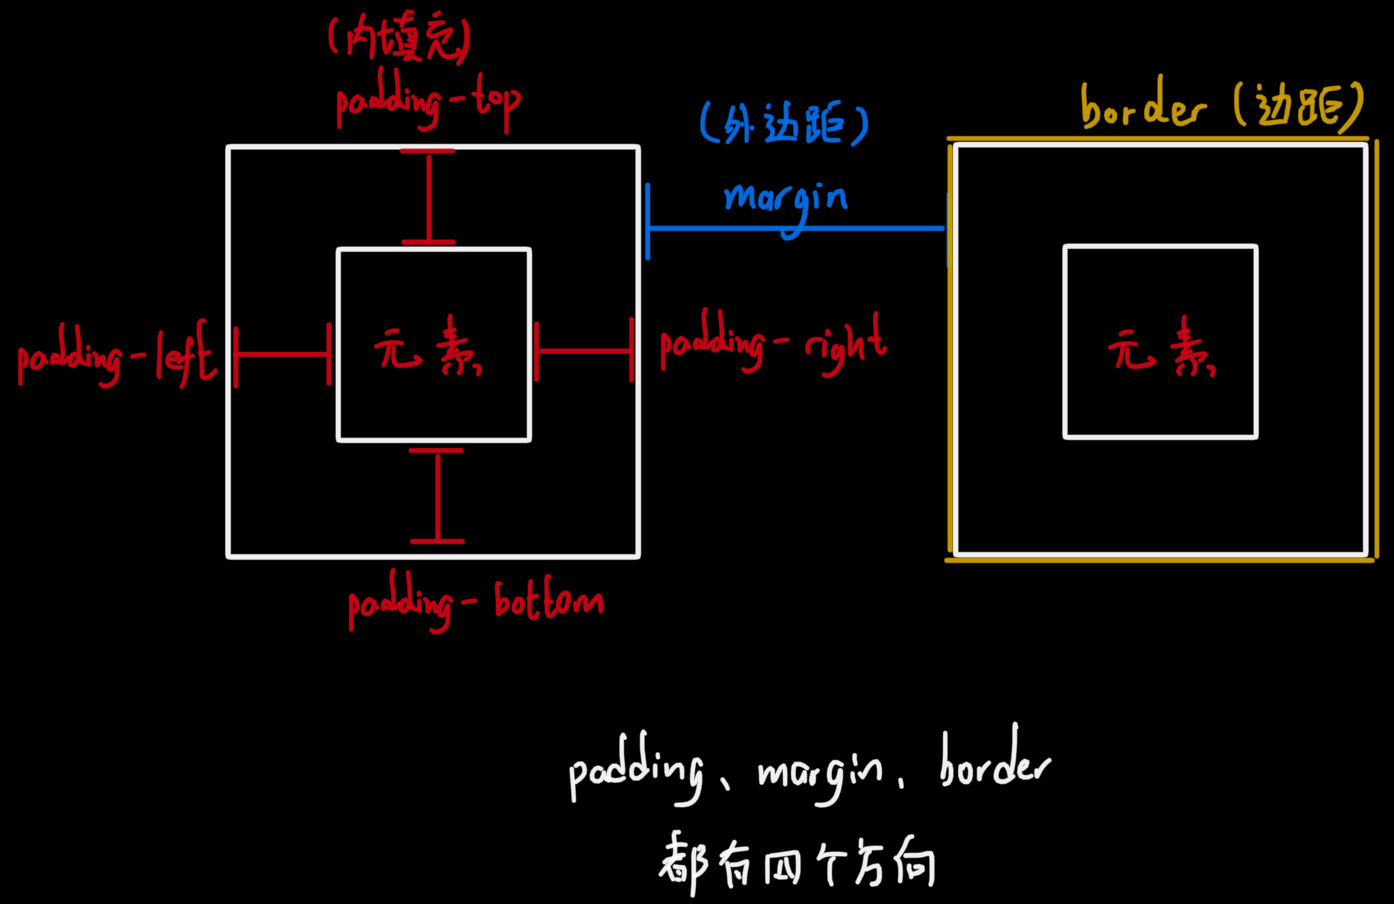 (内填充)
padding-top
(外边距)
margin
border (边距)
padding-left
元素
padding-right
元素
padding-bottom
padding、margin、border
都有四个方向